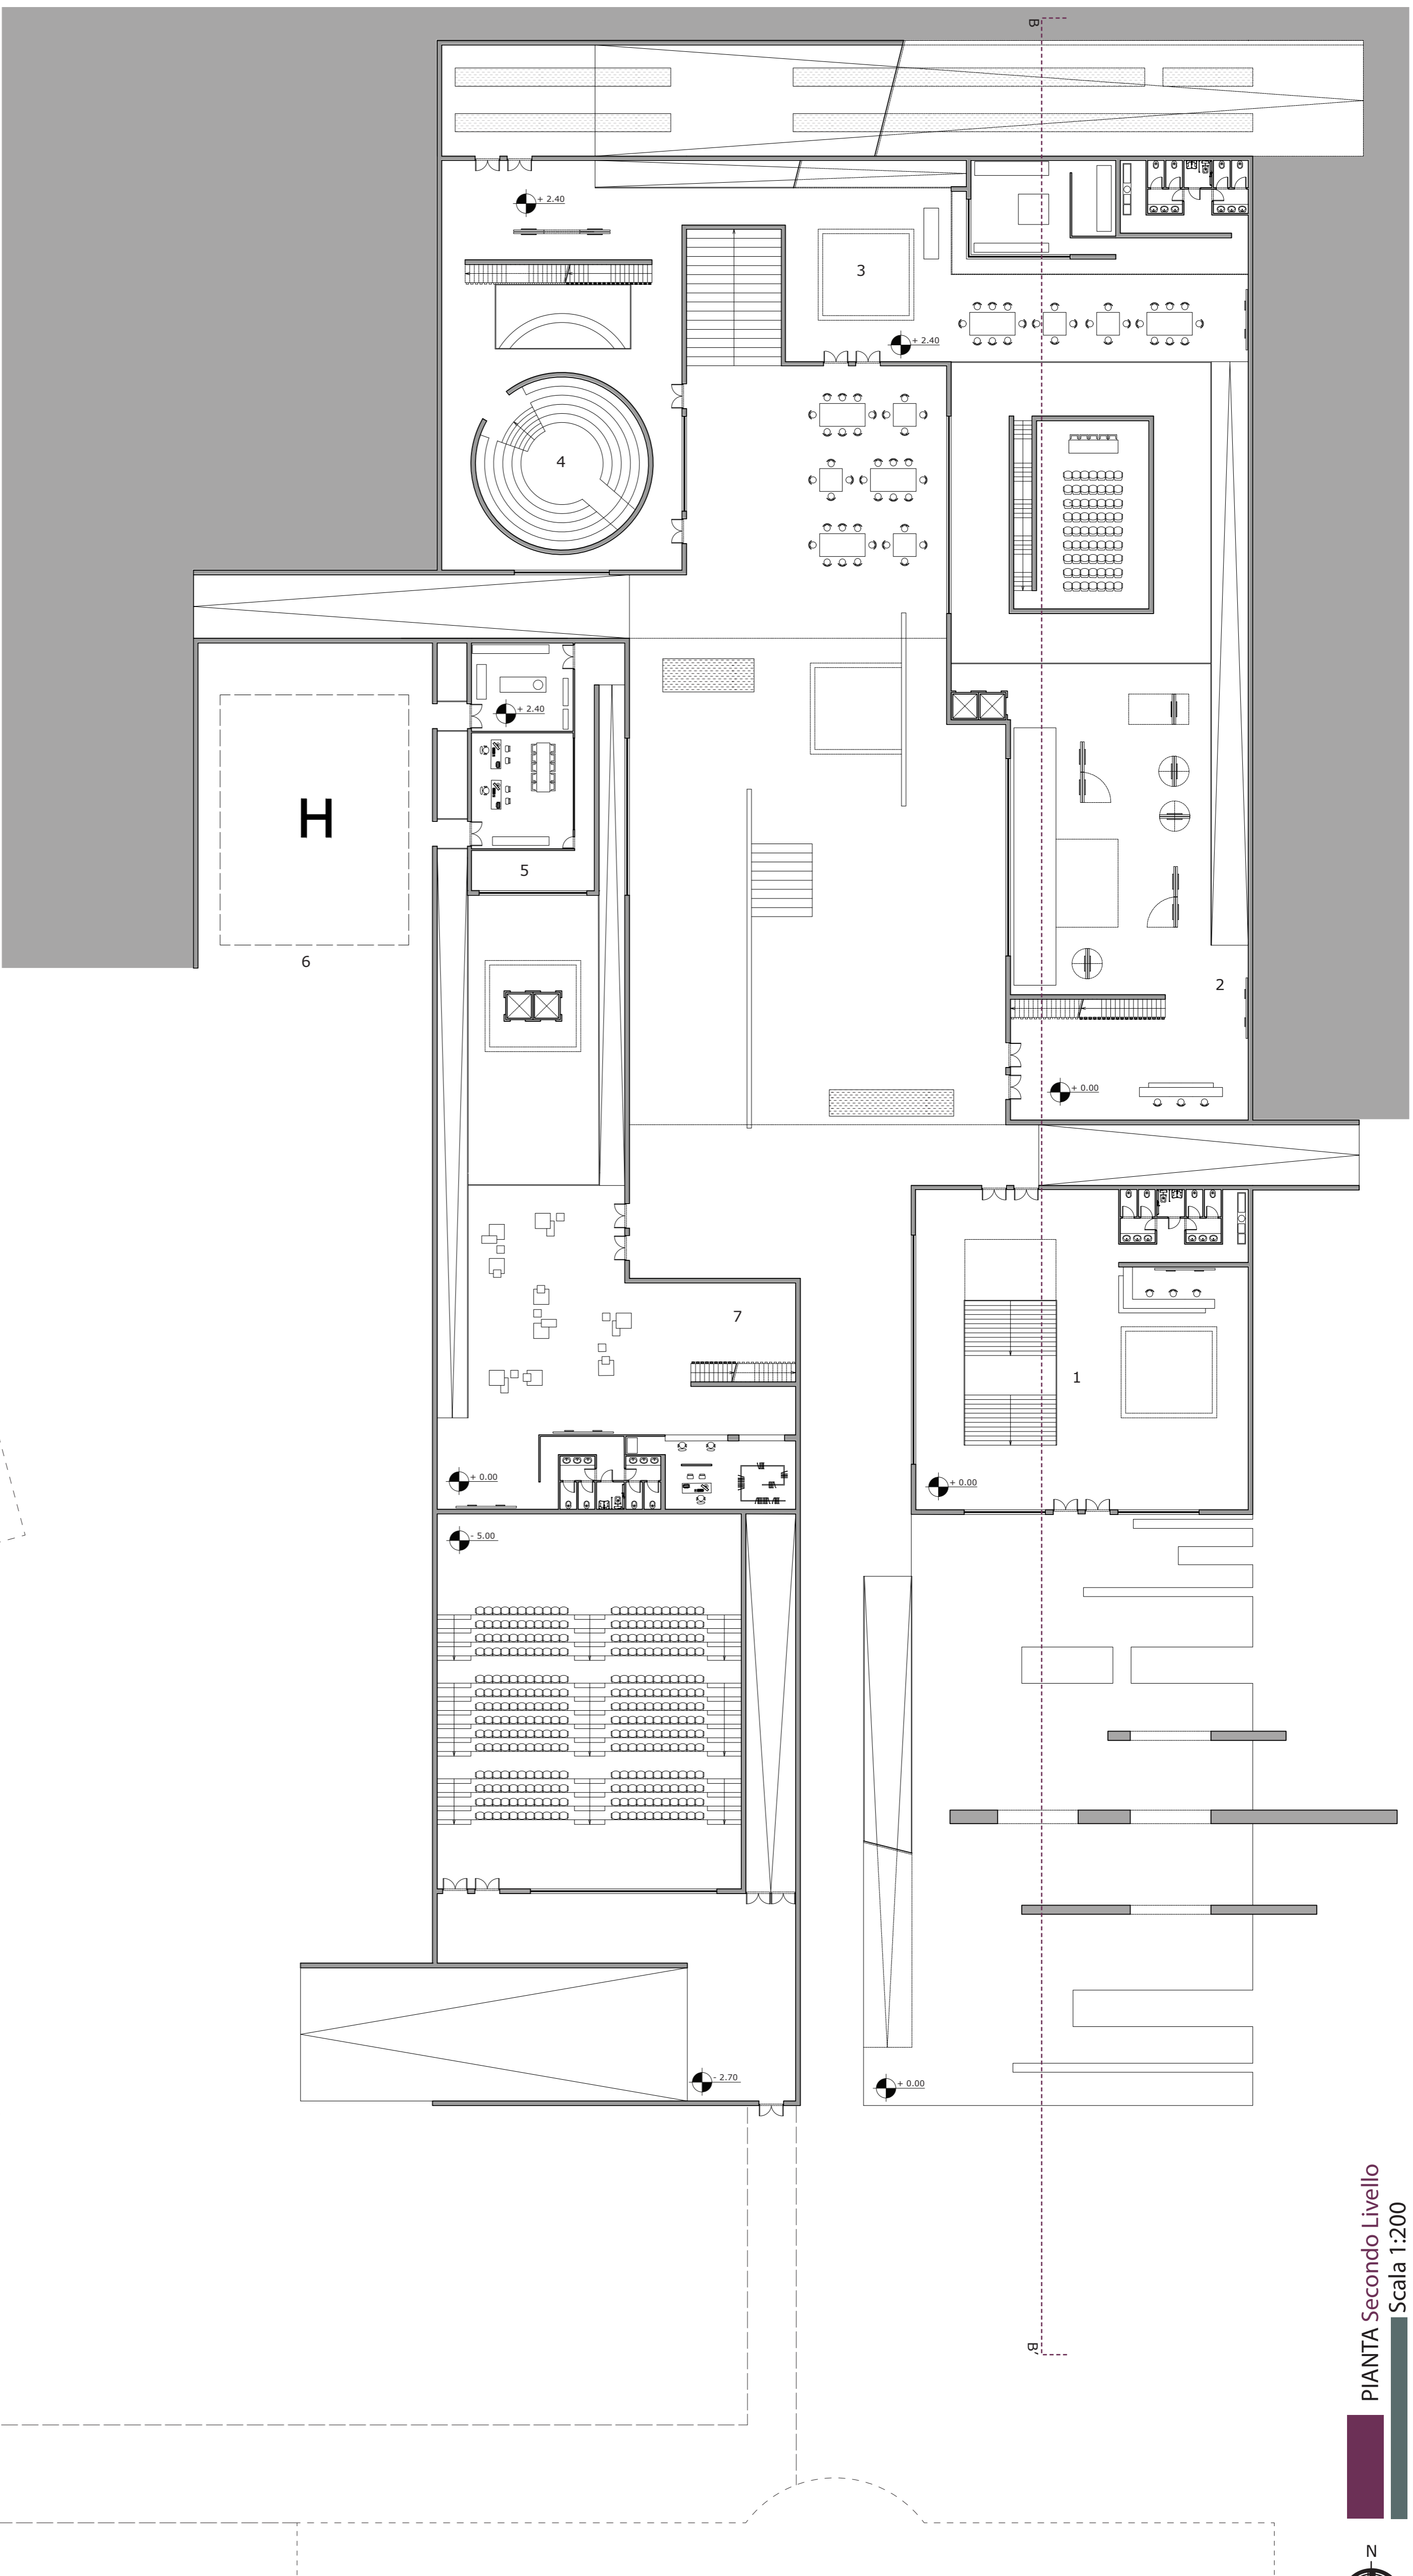 B
+ 2.40
3
+ 2.40
4
+ 2.40
H
5
6
2
+ 0.00
7
1
+ 0.00
+ 0.00
- 5.00
- 2.70
+ 0.00
B'
PIANTA Secondo Livello
Scala 1:200
N